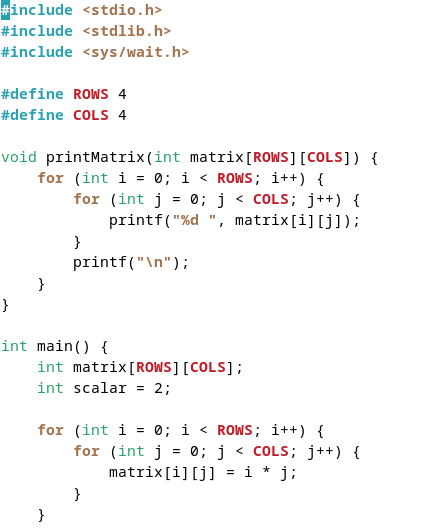 #include <stdio.h>
#include <stdlib.h>
#include <sys/wait.h>

#define ROWS 4
#define COLS 4

void printMatrix(int matrix[ROWS][COLS]) {
    for (int i = 0; i < ROWS; i++) {
        for (int j = 0; j < COLS; j++) {
            printf("%d ", matrix[i][j]);
        }
        printf("\n");
    }
}

int main() {
    int matrix[ROWS][COLS];
    int scalar = 2;

    for (int i = 0; i < ROWS; i++) {
        for (int j = 0; j < COLS; j++) {
            matrix[i][j] = i * j;
        }
    }